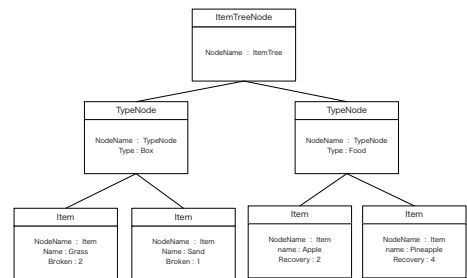 ItemTreeNode
NodeName : ItemTree
TypeNode
NodeName : TypeNode
Type : Box
TypeNode
NodeName : TypeNode
Type : Food
Item
NodeName : Item
Name : Grass
Broken : 2
Item
NodeName : Item
Name : Sand
Broken : 1
Item
NodeName : Item
name : Apple
Recovery : 2
Item
NodeName : Item
name : Pineapple
Recovery : 4